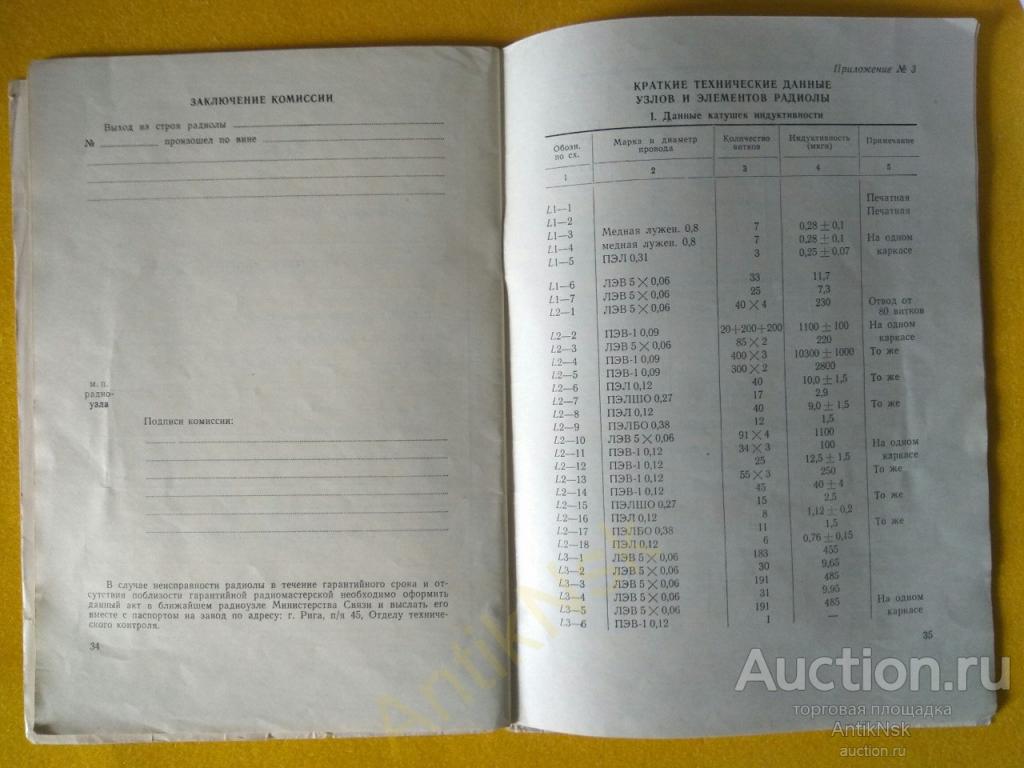 ЗАКЛЮЧЕНИЕ КОМИССИИ
Выход из строя радиолы
№ произошел по вине
м. п.
радио-
узла
Подписи комиссии:
В случае неисправности радиолы в течение гарантийного срока и от-
сутствия поблизости гарантийной радиомастерской необходимо оформить
данный акт в ближайшем радиоузле Министерства Связи и выслать его
вместе с паспортом на завод по адресу: г. Рига, п/я 45, Отделу техниче-
ского контроля.
34
Приложение № 3
КРАТКИЕ ТЕХНИЧЕСКИЕ ДАННЫЕ
УЗЛОВ И ЭЛЕМЕНТОВ РАДИОЛЫ
1. Данные катушек индуктивности
Обозн. по сх. Марка и диаметр провода Количество витков Индуктивность (мкгн) Примечание
1 2 3 4 5
L1—1 Печатная
L1—2 Печатная
L1—3 Медная лужен. 0,8 7 0,28 ± 0,1
L1—4 медная лужен. 0,8 7 0,28 ± 0,1 На одном
L1—5 ПЭЛ 0,31 3 0,25 ± 0,07 каркасе
L1—6 ЛЭВ 5 × 0,06 33 11,7
L1—7 ЛЭВ 5 × 0,06 25 7,3
L2—1 ЛЭВ 5 × 0,06 40 × 4 230 Отвод от
80 витков
L2—2 ПЭВ-1 0,09 20+200+200 1100 ± 100 На одном
L2—3 ЛЭВ 5 × 0,06 85 × 2 220 каркасе
L2—4 ПЭВ-1 0,09 400 × 3 10300 ± 1000 То же
L2—5 ПЭВ-1 0,09 300 × 2 2800
L2—6 ПЭЛ 0,12 40 10,0 ± 1,5 То же
L2—7 ПЭЛШО 0,27 17 2,9
L2—8 ПЭЛ 0,12 40 9,0 ± 1,5 То же
L2—9 ПЭЛБО 0,38 12 1,5
L2—10 ЛЭВ 5 × 0,06 91 × 4 1100
L2—11 ПЭВ-1 0,12 34 × 3 100 На одном
L2—12 ПЭВ-1 0,12 25 12,5 ± 1,5 каркасе
L2—13 ПЭВ-1 0,12 55 × 3 250 То же
L2—14 ПЭВ-1 0,12 45 40 ± 4
L2—15 ПЭЛШО 0,27 15 2,5 То же
L2—16 ПЭЛ 0,12 8 1,12 ± 0,2
L2—17 ПЭЛБО 0,38 11 1,5 То же
L2—18 ПЭЛ 0,12 6 0,76 ± 0,15
L3—1 ЛЭВ 5 × 0,06 183 455
L3—2 ЛЭВ 5 × 0,06 30 9,65
L3—3 ЛЭВ 5 × 0,06 191 485
L3—4 ЛЭВ 5 × 0,06 31 9,95
L3—5 ЛЭВ 5 × 0,06 191 485 На одном
L3—6 ПЭВ-1 0,12 1 — каркасе
35
AntikNsk
Auction.ru
торговая площадка
AntikNsk
auction.ru